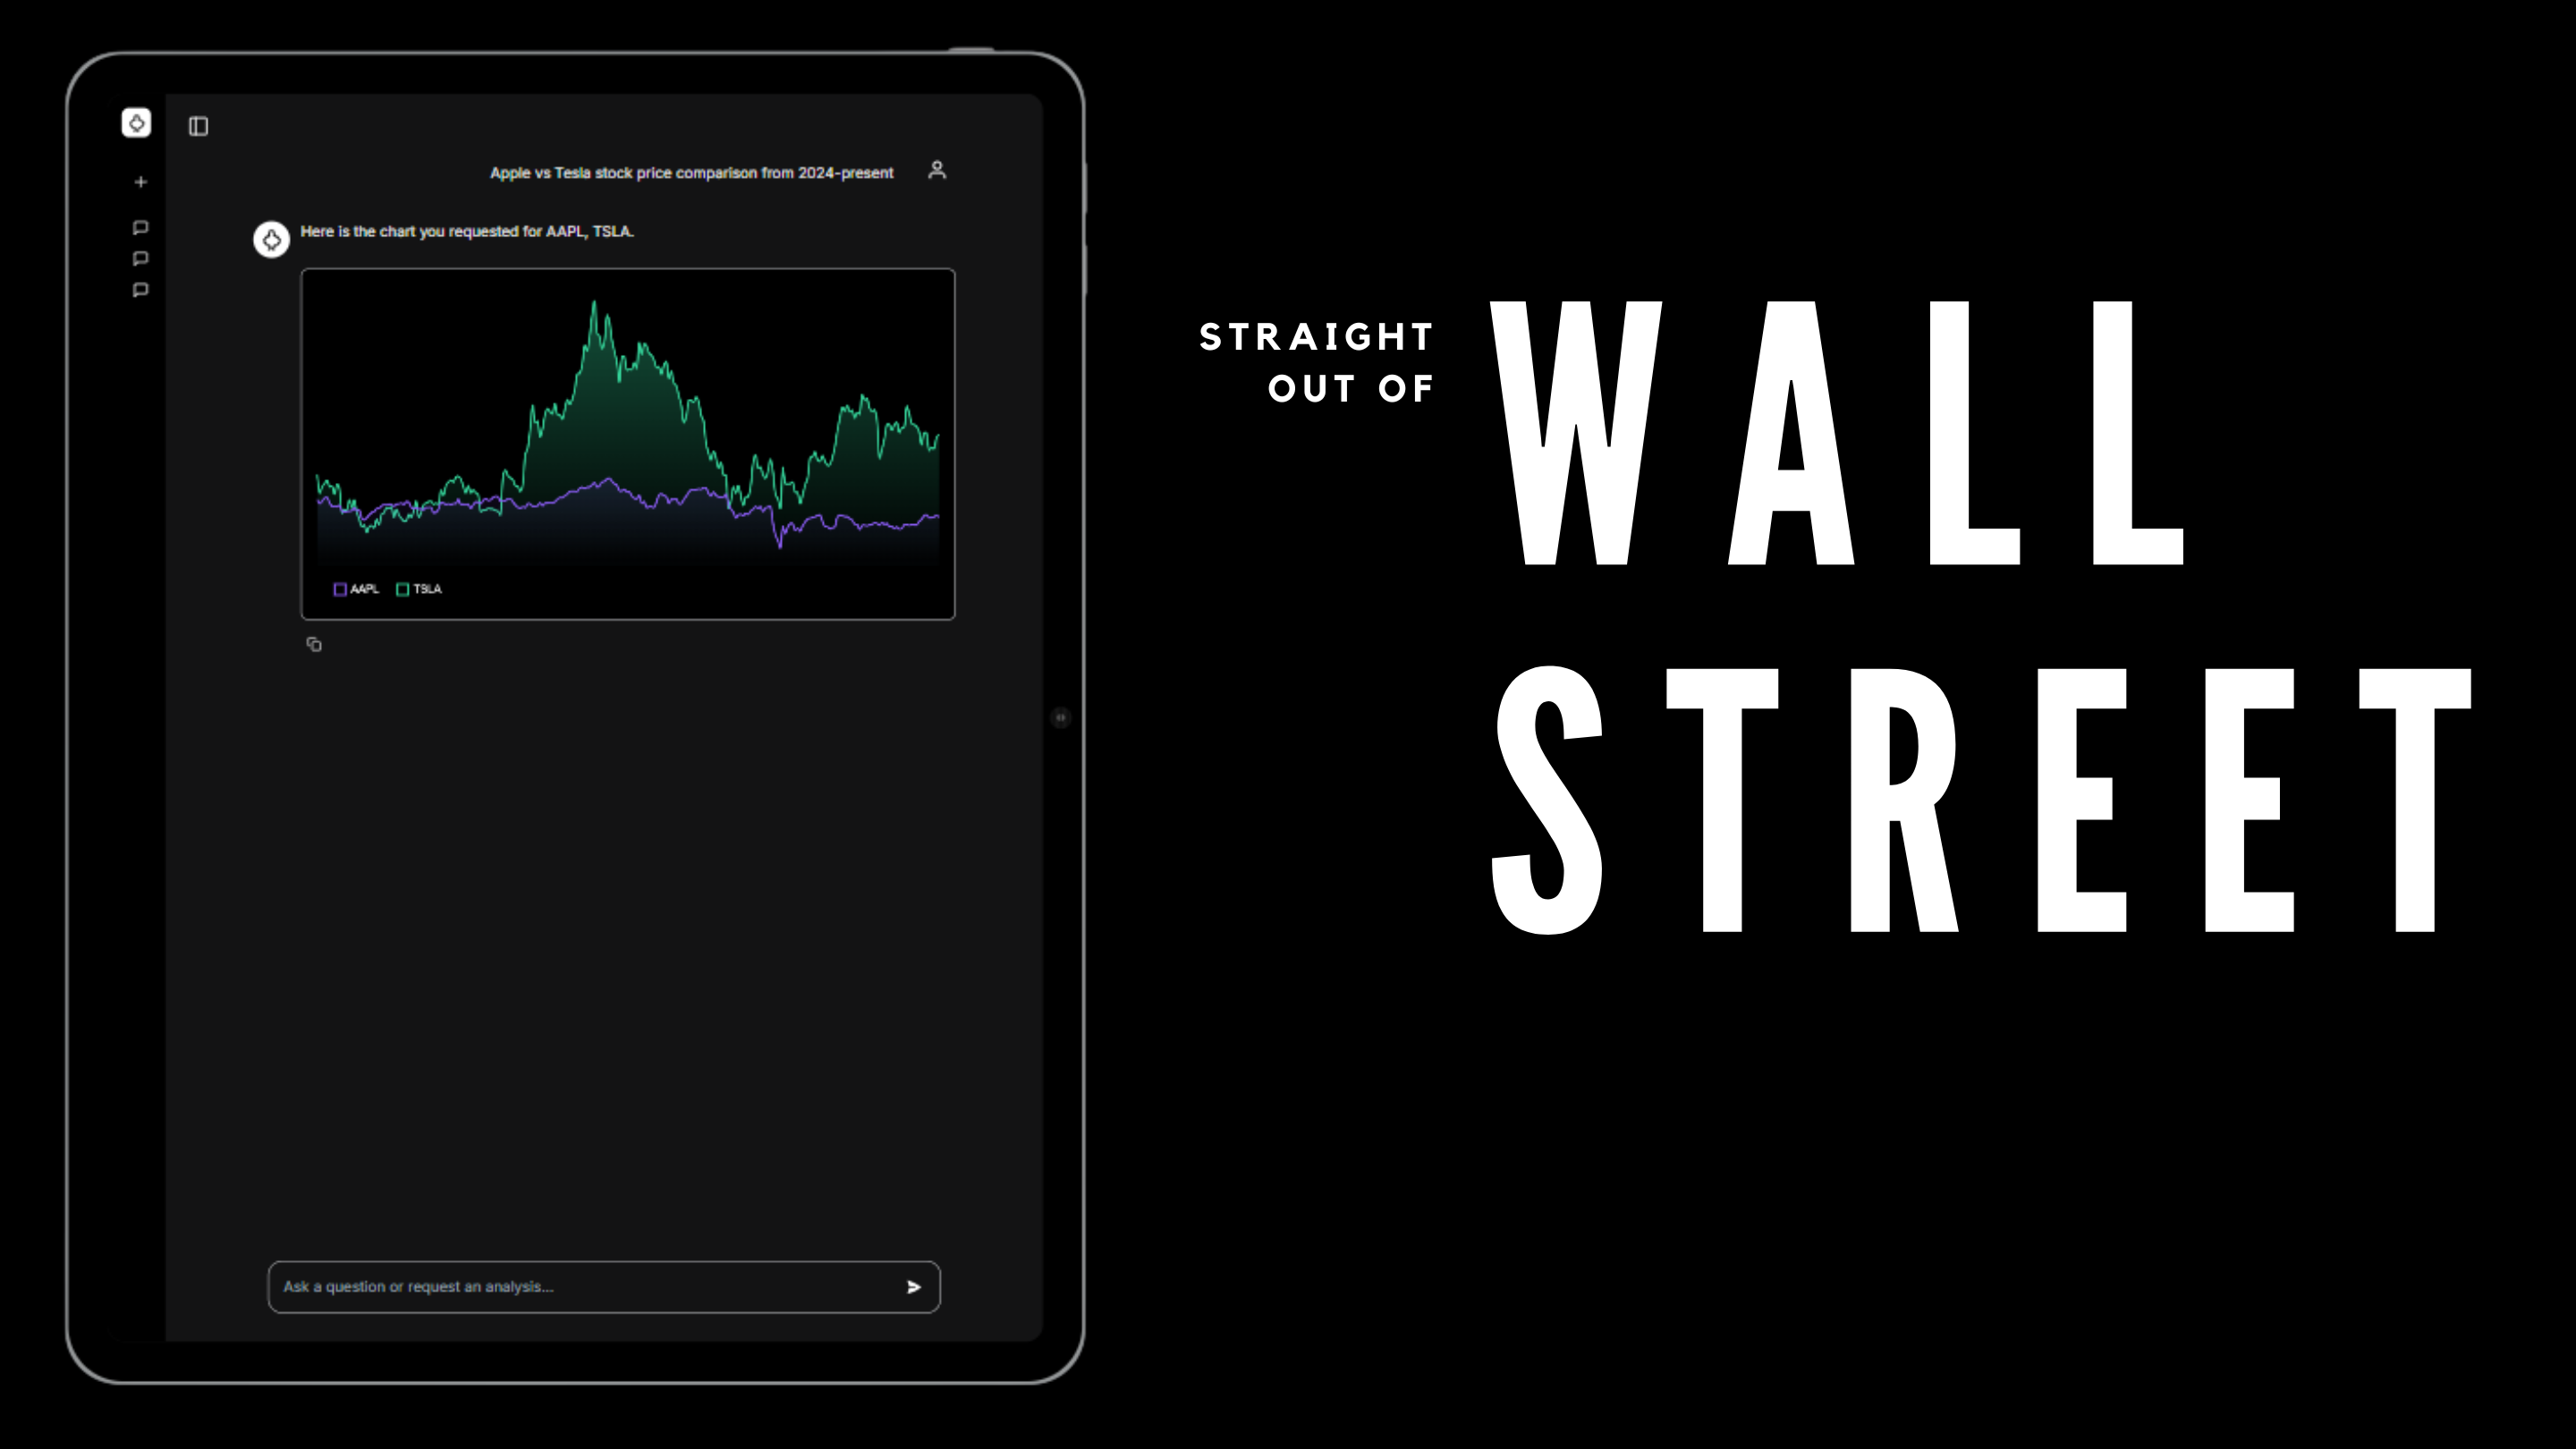 Apple vs Tesla stock price comparison from 2024-present
Here is the chart you requested for AAPL, TSLA.
AAPL TSLA
Ask a question or request an analysis...
STRAIGHT
OUT OF
WALL
STREET